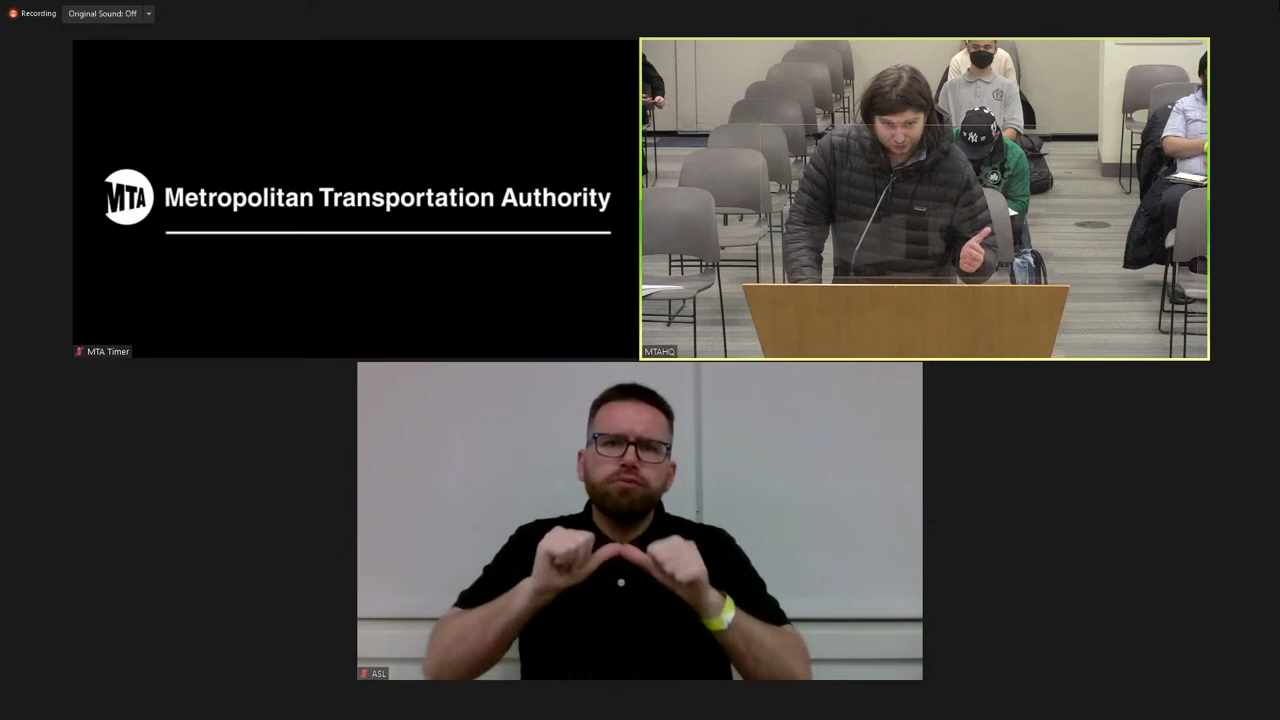 Recording
Original Sound: Off
MTA Metropolitan Transportation Authority
MTA Timer
MTAHQ
ASL